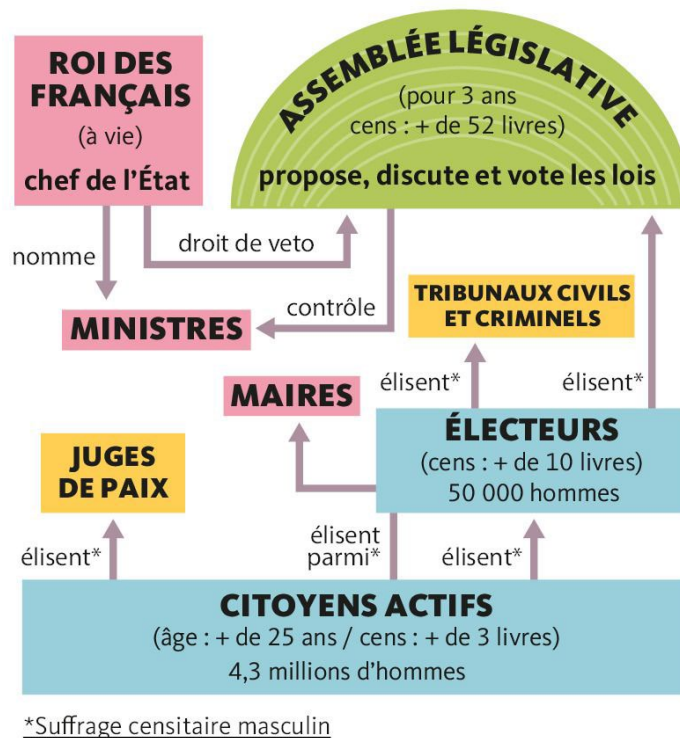 ROI DES
FRANÇAIS
(à vie)
chef de l'État
ASSEMBLÉE LÉGISLATIVE
(pour 3 ans
cens : + de 52 livres)
propose, discute et vote les lois
nomme
droit de veto
contrôle
MINISTRES
TRIBUNAUX CIVILS
ET CRIMINELS
MAIRES
élisent*
élisent*
ÉLECTEURS
(cens : + de 10 livres)
50 000 hommes
JUGES
DE PAIX
élisent*
élisent
parmi*
élisent*
CITOYENS ACTIFS
(âge : + de 25 ans / cens : + de 3 livres)
4,3 millions d'hommes
*Suffrage censitaire masculin